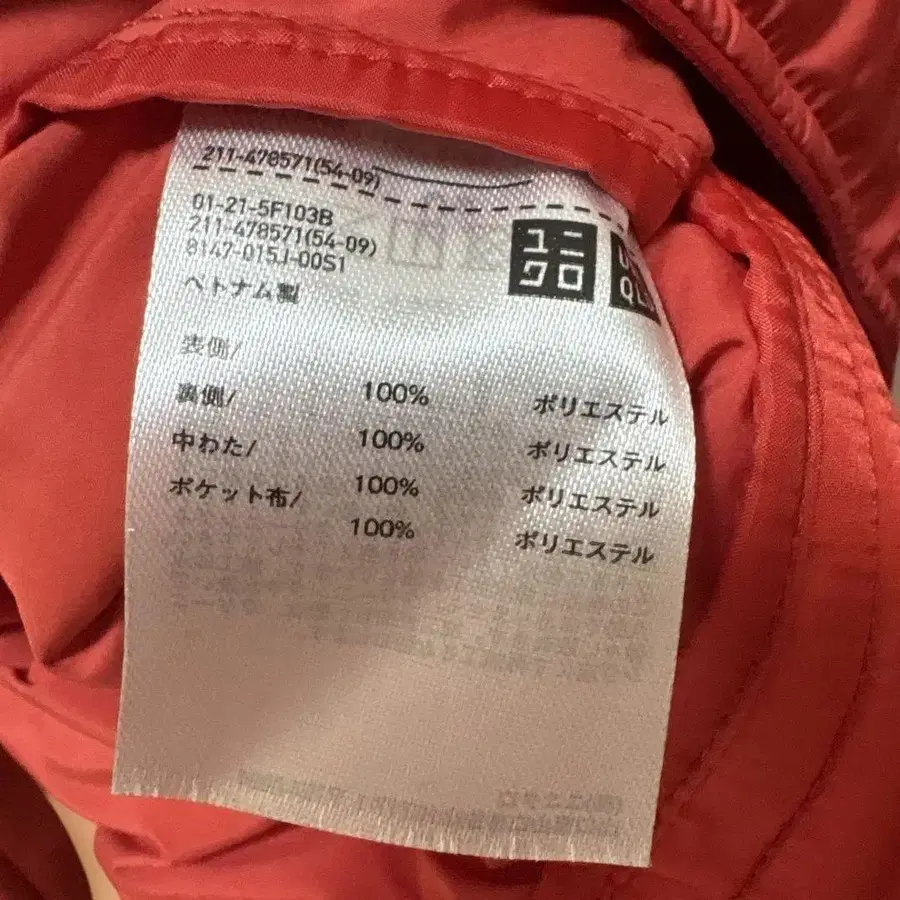 211-478571(54-09)
01-21-5F103B
211-478571(54-09)
8147-015J-00S1
ベトナム製
ユニクロ
UNIQLO
表側/ 100% ポリエステル
裏側/ 100% ポリエステル
中わた/ 100% ポリエステル
ポケット布/ 100% ポリエステル